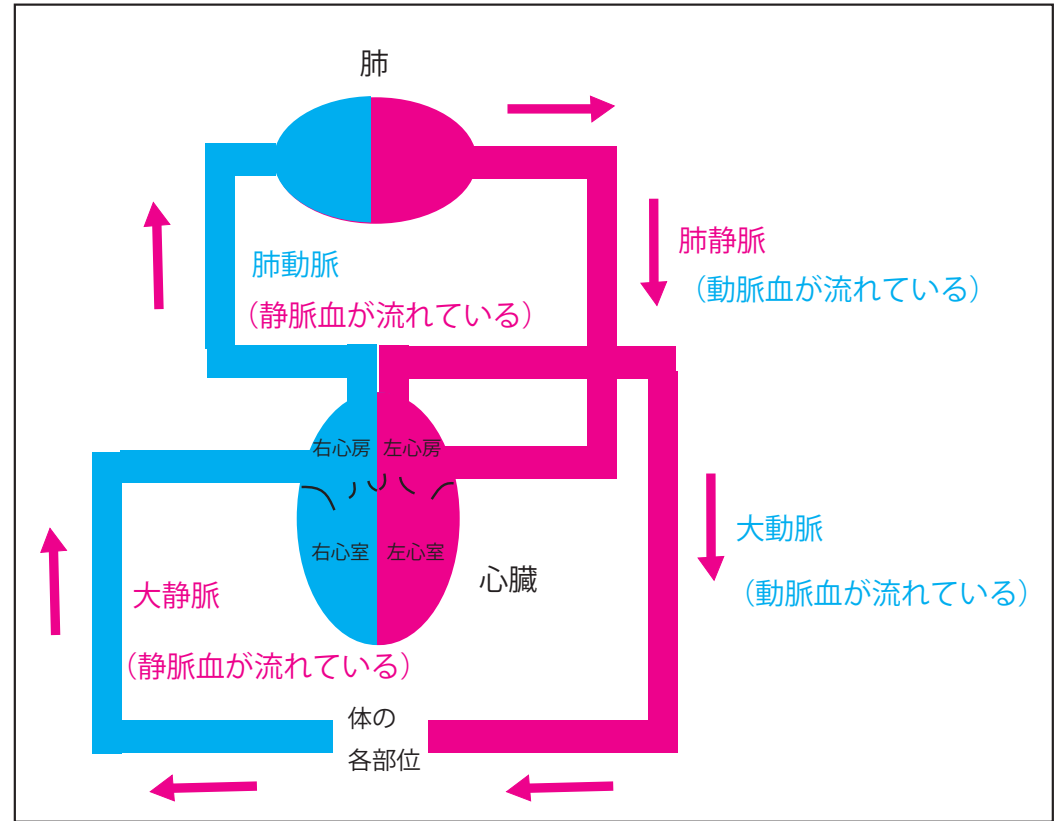 肺
肺動脈
（静脈血が流れている）
肺静脈
（動脈血が流れている）
右心房
左心房
右心室
左心室
心臓
大動脈
（動脈血が流れている）
大静脈
（静脈血が流れている）
体の
各部位